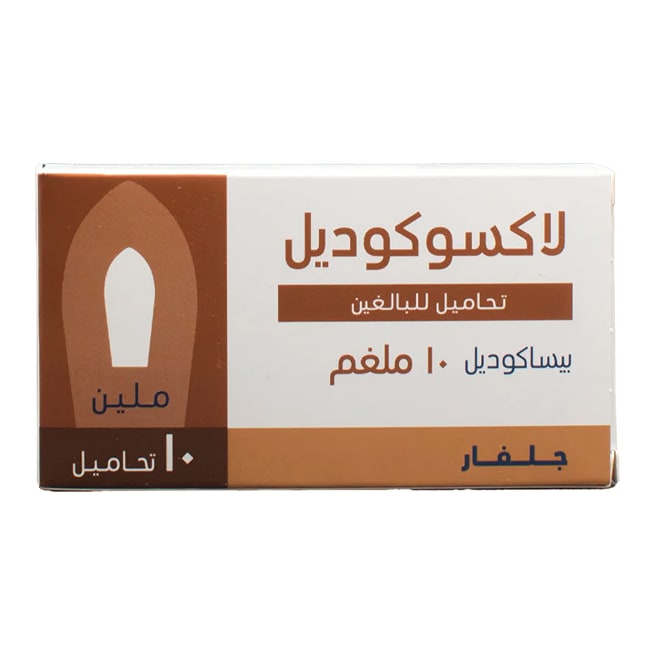 لاكسوكوديل
تحاميل للبالغين
بيساكوديل ١٠ ملغم
ملين
١٠ تحاميل
جلفار